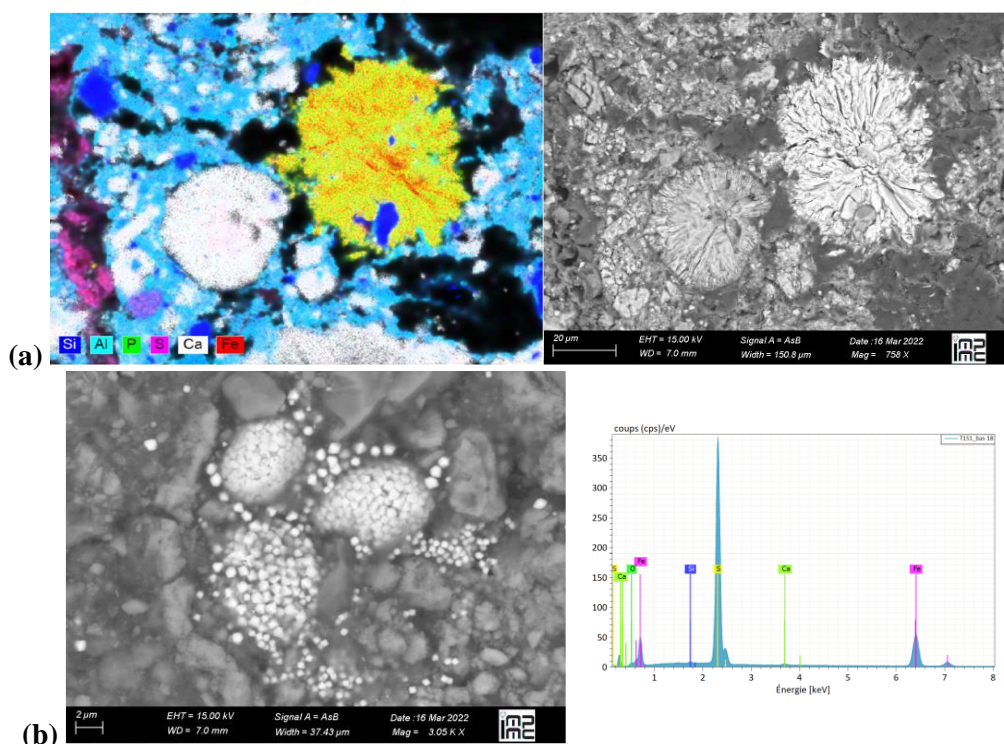 (a)
Si Al P S Ca Fe
20 µm EHT = 15.00 kV Signal A = AsB Date :16 Mar 2022
WD = 7.0 mm Width = 150.8 µm Mag = 758 X
(b)
2 µm EHT = 15.00 kV Signal A = AsB Date :16 Mar 2022
WD = 7.0 mm Width = 37.43 µm Mag = 3.05 K X
coups (cps)/eV
350
300
250
200
150
100
50
0
S Ca O Fe Si S Ca Fe
1 2 3 4 5 6 7 8
Énergie [keV]